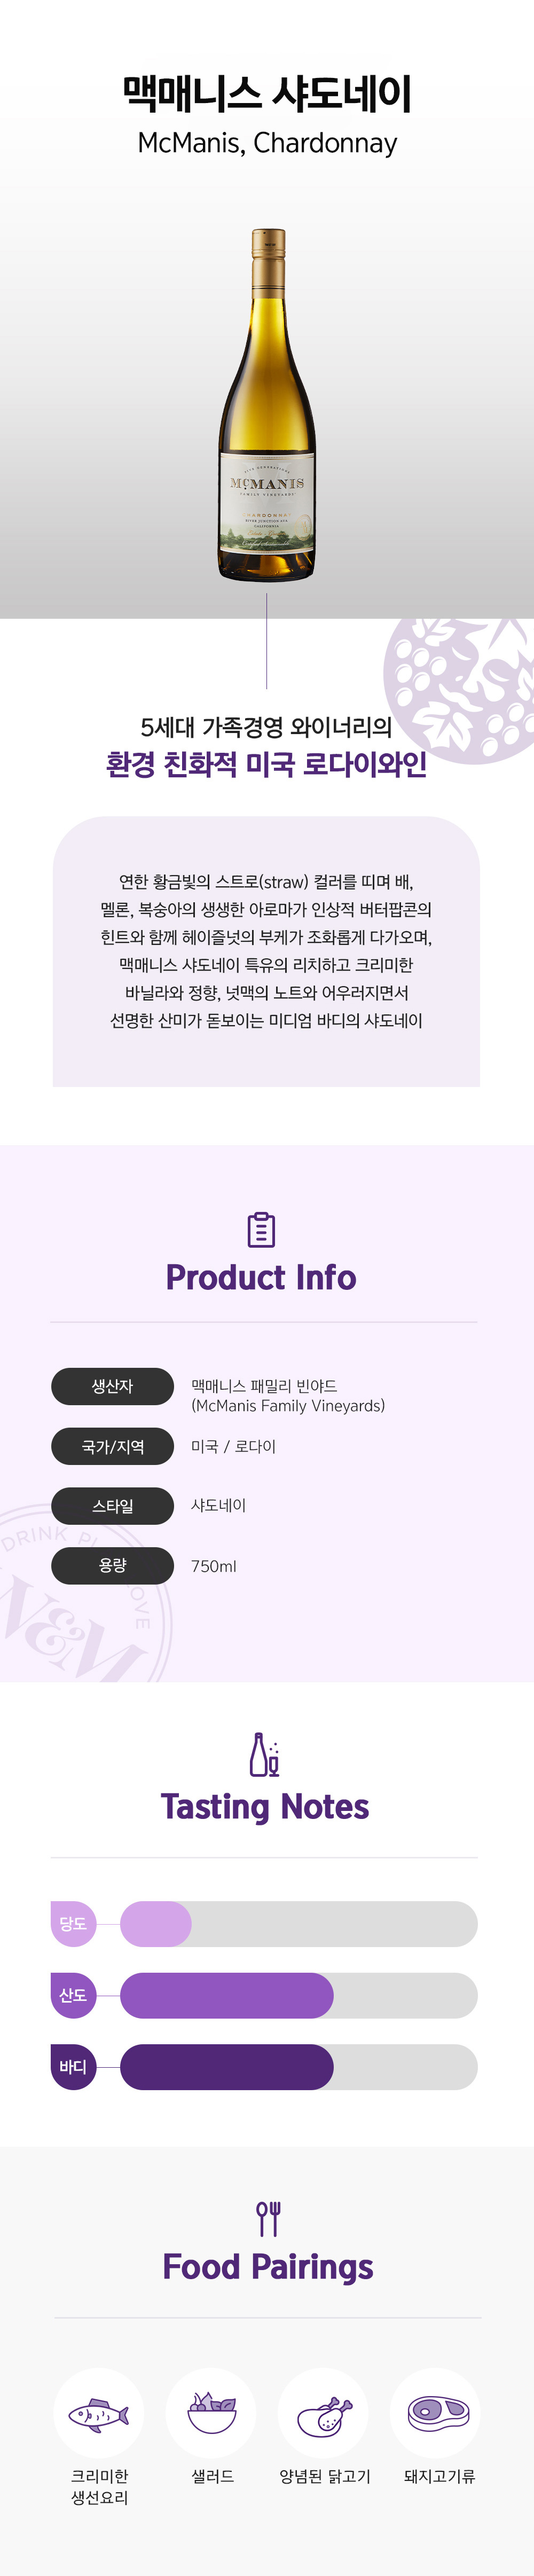 맥매니스 샤도네이
McManis, Chardonnay
FIVE GENERATIONS
McMANIS
FAMILY VINEYARDS
CHARDONNAY
RIVER JUNCTION AVA
CALIFORNIA
5세대 가족경영 와이너리의
환경 친화적 미국 로다이와인
연한 황금빛의 스트로(straw) 컬러를 띠며 배,
멜론, 복숭아의 생생한 아로마가 인상적 버터팝콘의
힌트와 함께 헤이즐넛의 부케가 조화롭게 다가오며,
맥매니스 샤도네이 특유의 리치하고 크리미한
바닐라와 정향, 넛맥의 노트와 어우러지면서
선명한 산미가 돋보이는 미디엄 바디의 샤도네이
Product Info
생산자
맥매니스 패밀리 빈야드
(McManis Family Vineyards)
국가/지역
미국 / 로다이
스타일
샤도네이
용량
750ml
DRINK
OVE
W&M
Tasting Notes
당도
산도
바디
Food Pairings
크리미한
생선요리
샐러드
양념된 닭고기
돼지고기류